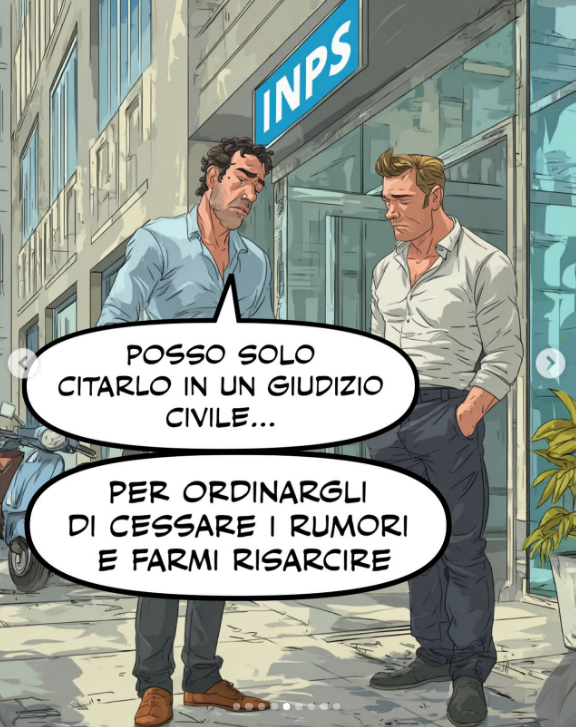 INPS
POSSO SOLO
CITARLO IN UN GIUDIZIO
CIVILE...
PER ORDINARGLI
DI CESSARE I RUMORI
E FARMI RISARCIRE